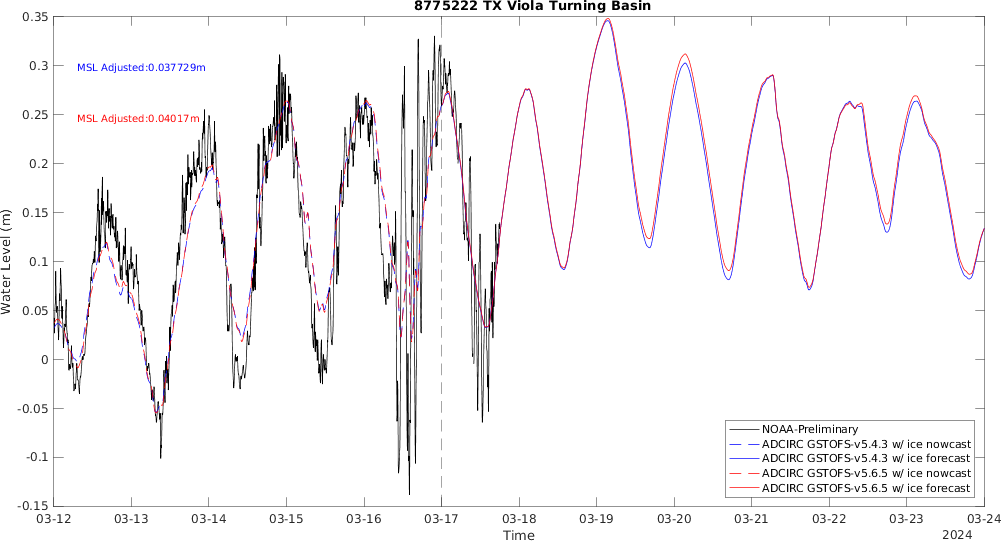 8775222 TX Viola Turning Basin
0.35
0.3
0.25
0.2
0.15
0.1
0.05
0
-0.05
-0.1
-0.15
Water Level (m)
MSL Adjusted:0.037729m
MSL Adjusted:0.04017m
NOAA-Preliminary
ADCIRC GSTOFS-v5.4.3 w/ ice nowcast
ADCIRC GSTOFS-v5.4.3 w/ ice forecast
ADCIRC GSTOFS-v5.6.5 w/ ice nowcast
ADCIRC GSTOFS-v5.6.5 w/ ice forecast
03-12 03-13 03-14 03-15 03-16 03-17 03-18 03-19 03-20 03-21 03-22 03-23 03-24
Time
2024